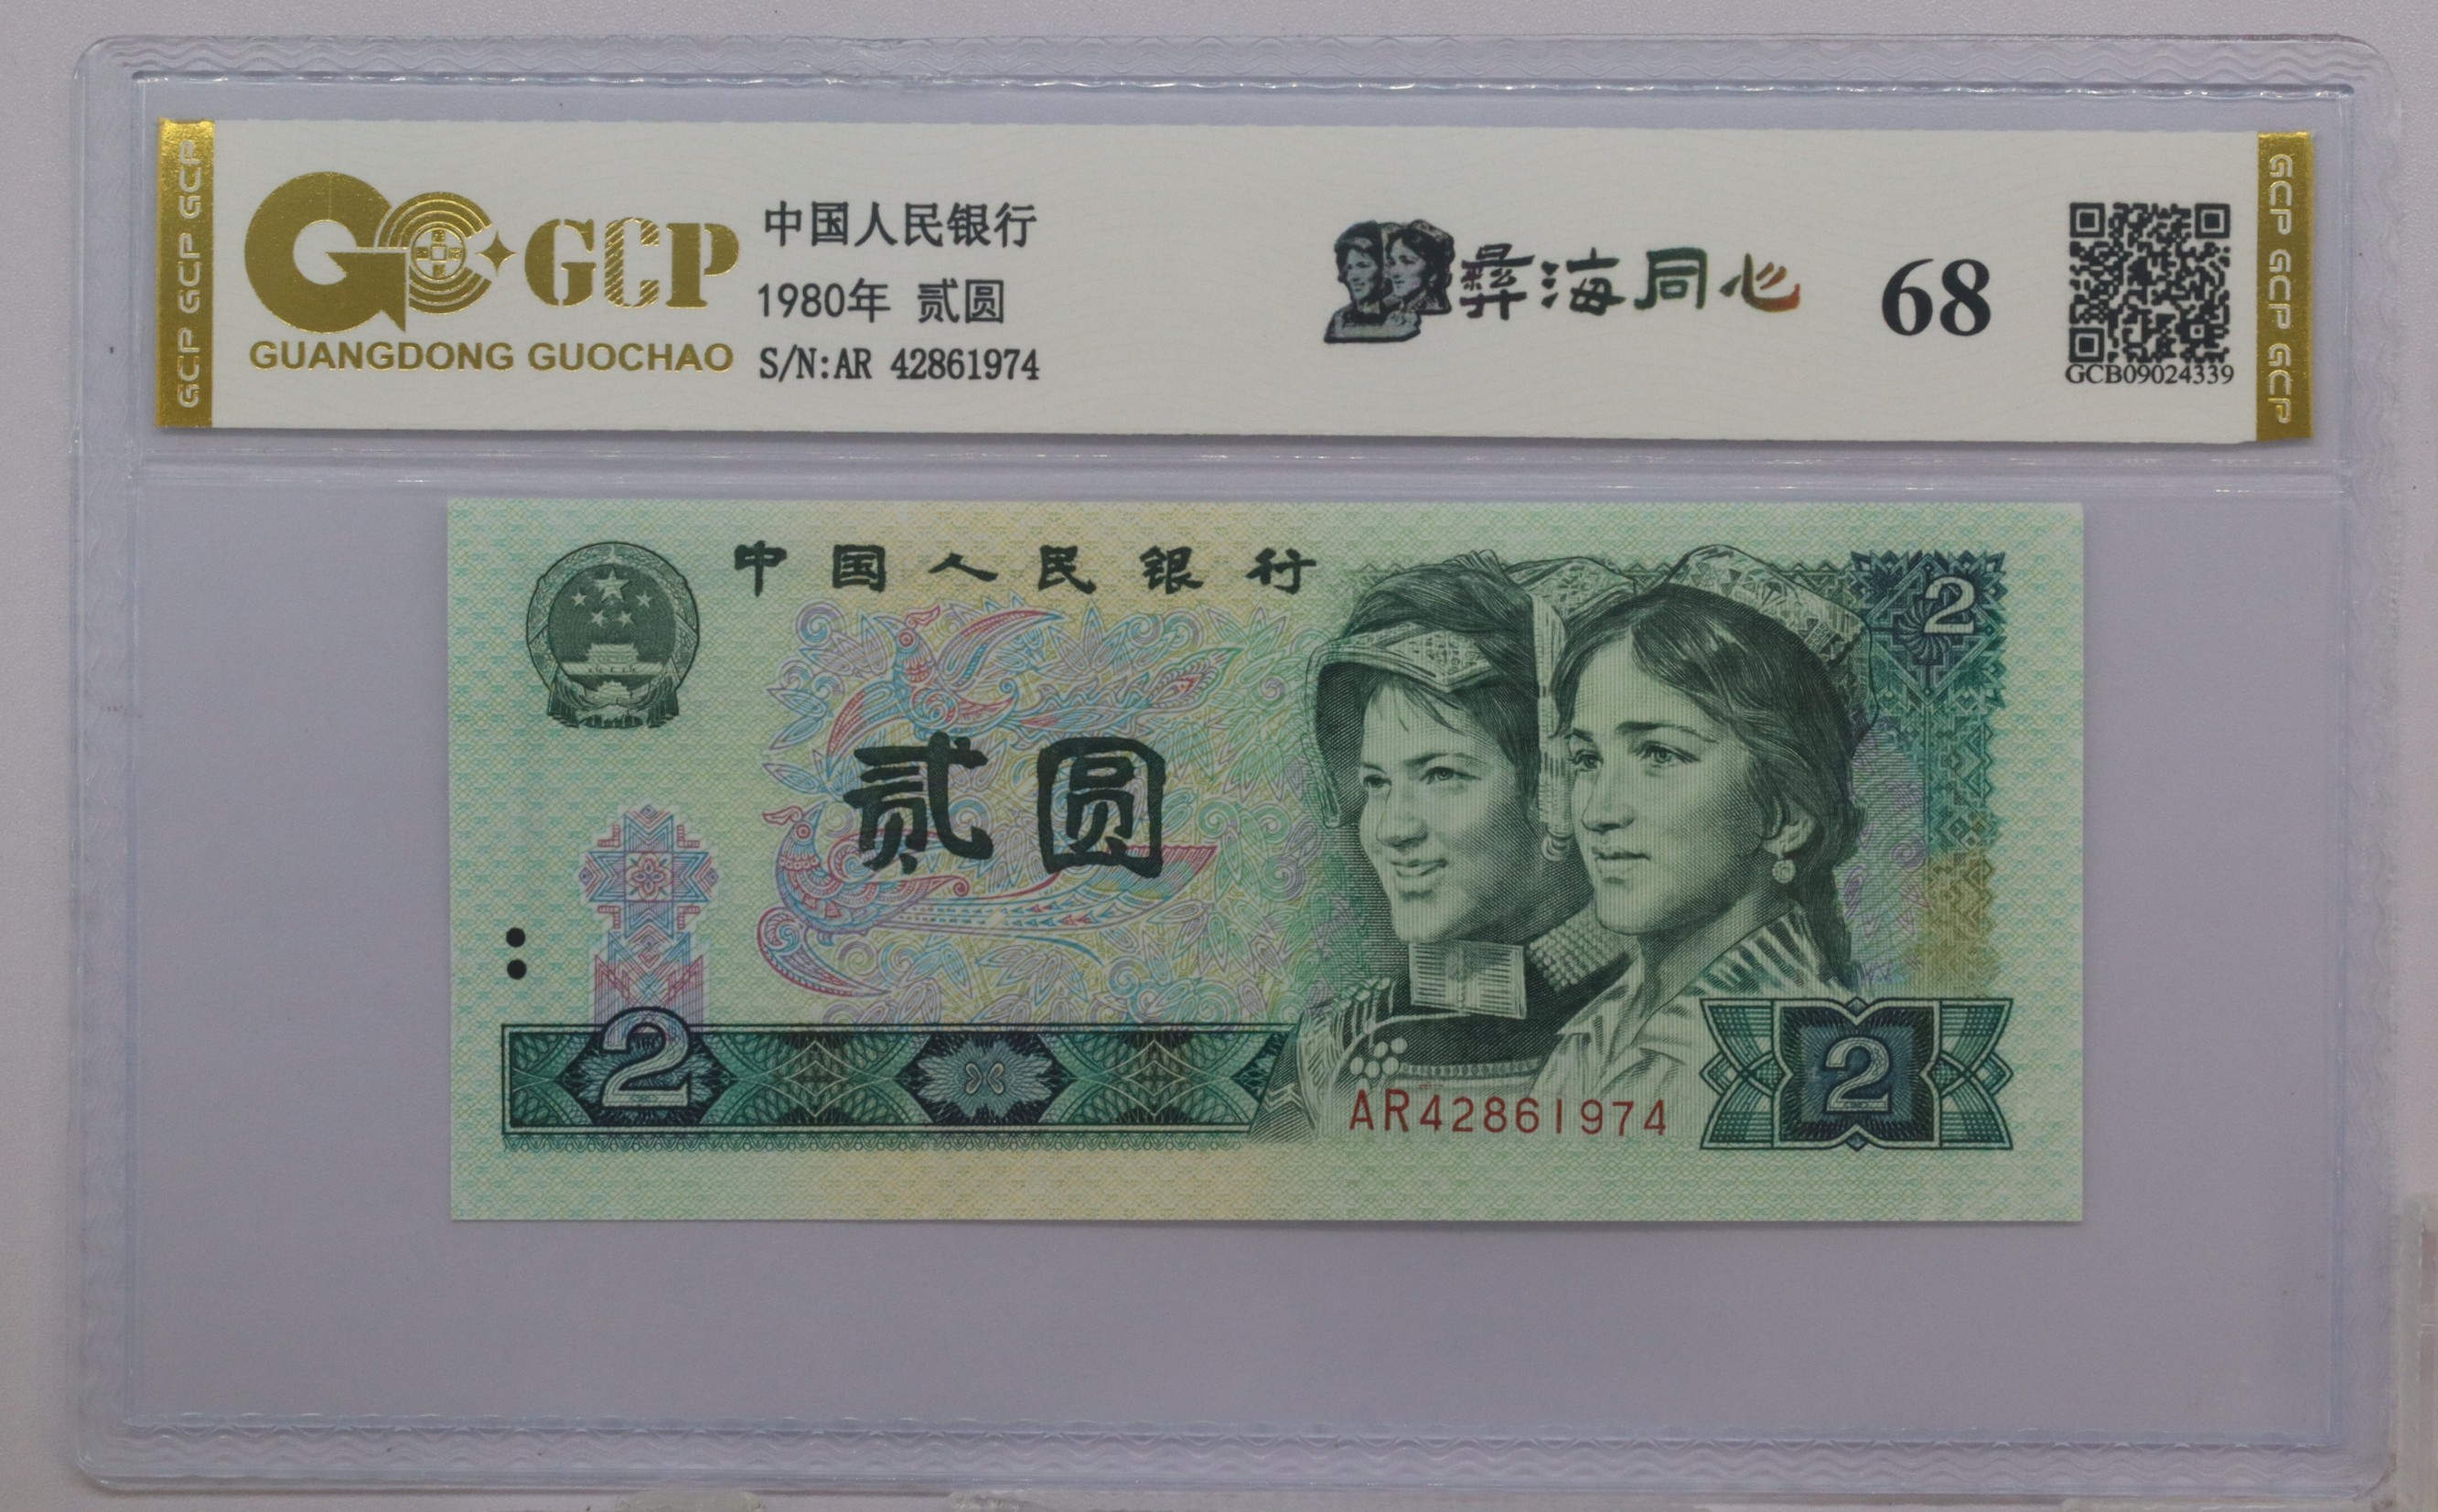 GCP GCP GCP
GCP
GUANGDONG GUOCHAO
中国人民银行
1980年 贰圆
S/N:AR 42861974
彝海同心
68
GCB09024339
GCP GCP GCP
中国人民银行
2
贰圆
2
AR42861974
2